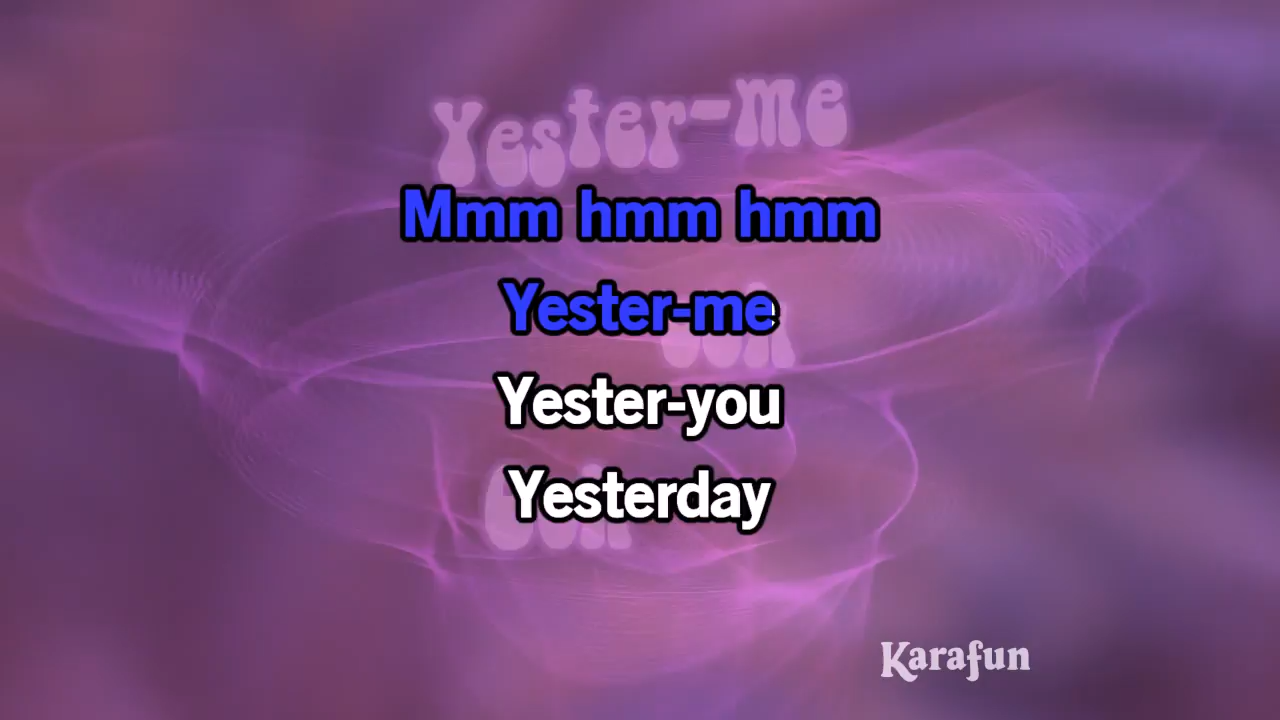 Yester-me
Mmm hmm hmm
Yester-me
Yester-you
Yesterday
Karafun